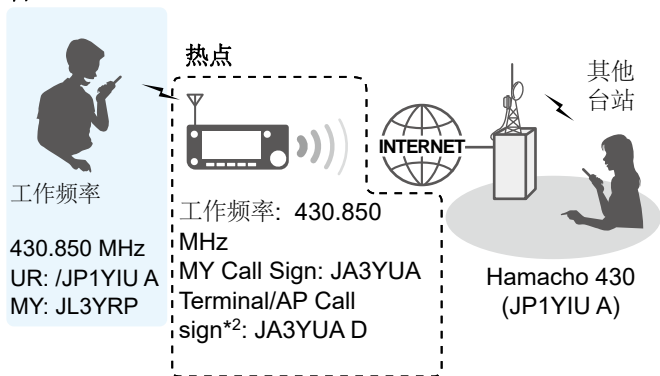 热点
其他
台站
INTERNET
工作频率
430.850 MHz
UR: /JP1YIU A
MY: JL3YRP
工作频率: 430.850
MHz
MY Call Sign: JA3YUA
Terminal/AP Call
sign*2: JA3YUA D
Hamacho 430
(JP1YIU A)